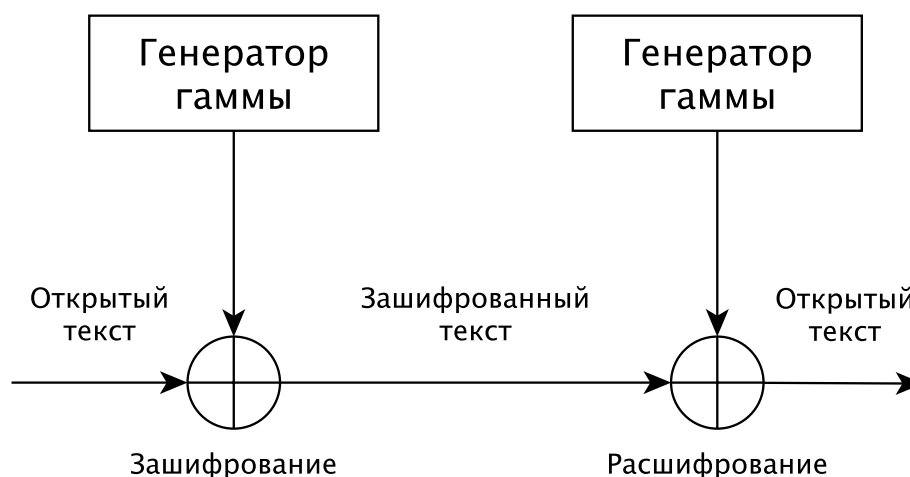 Генератор
гаммы
Генератор
гаммы
Открытый
текст
Зашифрованный
текст
Открытый
текст
Зашифрование
Расшифрование